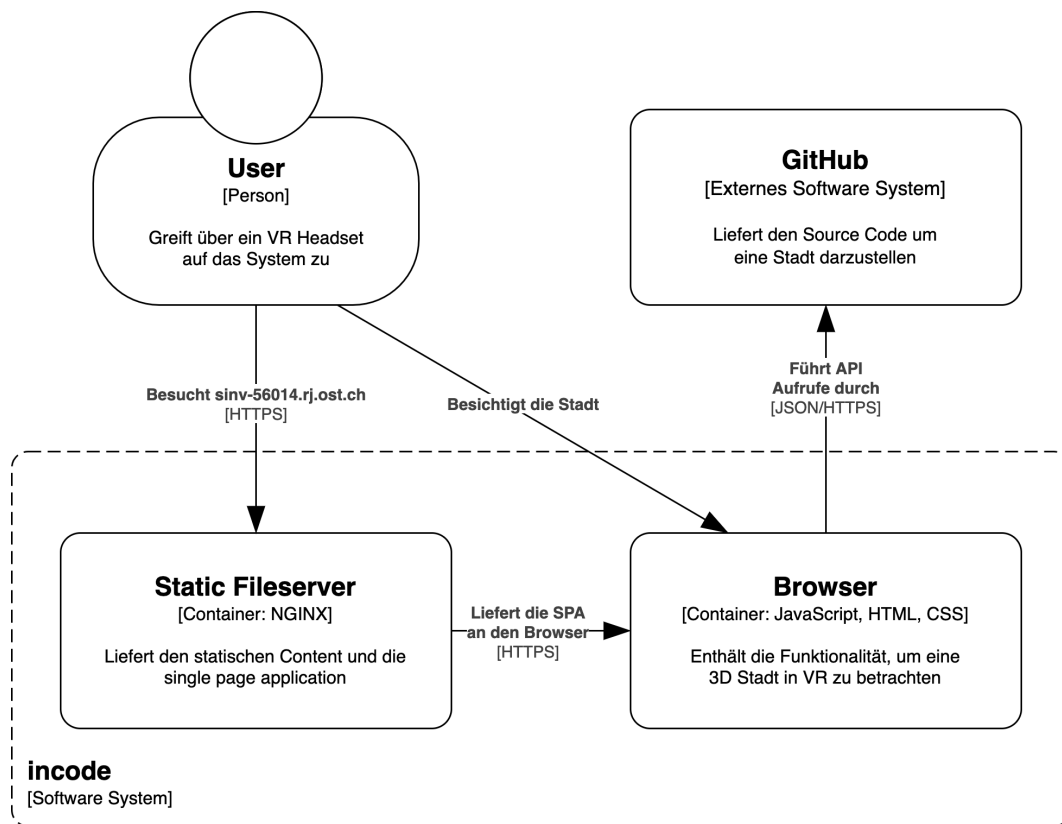 User
[Person]
Greift über ein VR Headset
auf das System zu
GitHub
[Externes Software System]
Liefert den Source Code um
eine Stadt darzustellen
Besucht sinv-56014.rj.ost.ch
[HTTPS]
Besichtigt die Stadt
Führt API
Aufrufe durch
[JSON/HTTPS]
Static Fileserver
[Container: NGINX]
Liefert den statischen Content und die
single page application
Liefert die SPA
an den Browser
[HTTPS]
Browser
[Container: JavaScript, HTML, CSS]
Enthält die Funktionalität, um eine
3D Stadt in VR zu betrachten
incode
[Software System]